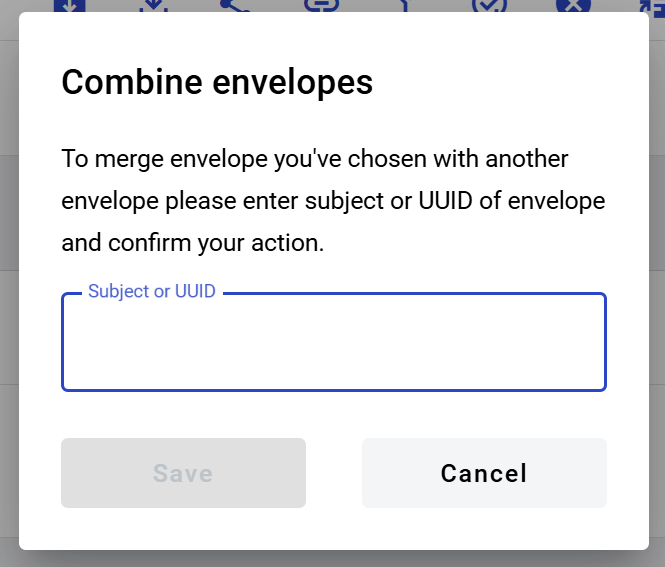 Combine envelopes
To merge envelope you've chosen with another
envelope please enter subject or UUID of envelope
and confirm your action.
Subject or UUID
Save
Cancel